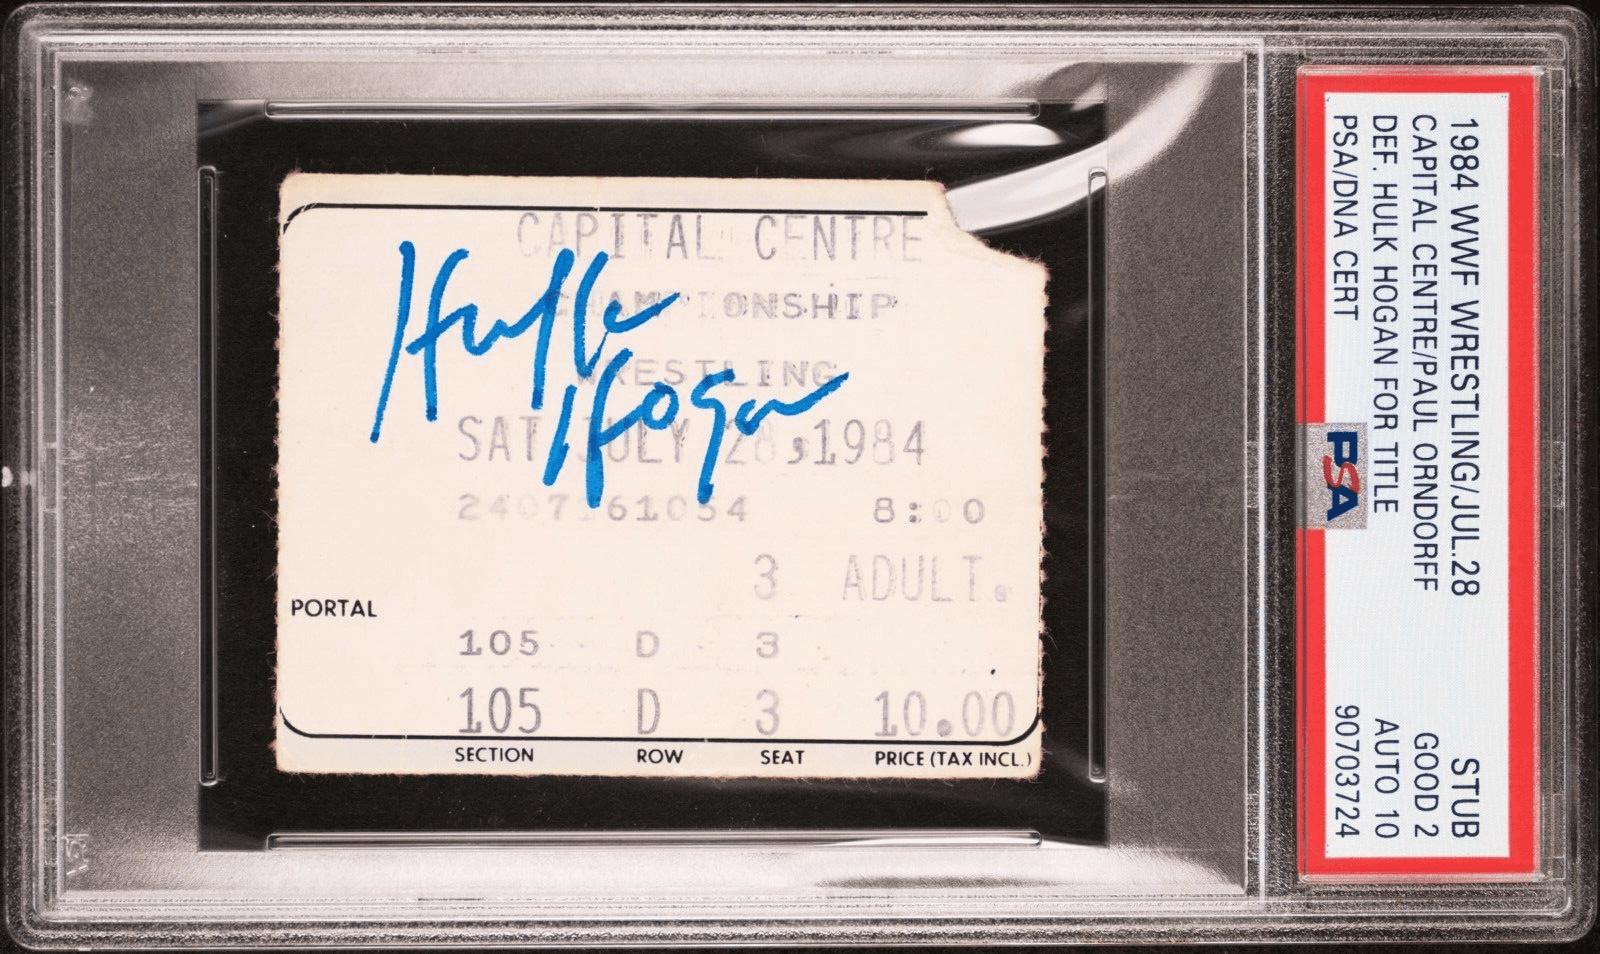 CAPITAL CENTRE
CHAMPIONSHIP
WRESTLING
Hulk
Hogan
SAT JULY 28,1984
8:00
3 ADULT.
PORTAL
105 D 3
105 D 3 10.00
SECTION ROW SEAT PRICE (TAX INCL.)
1984 WWF WRESTLING/JUL.28 STUB
CAPITAL CENTRE/PAUL ORNDORFF GOOD 2
DEF. HULK HOGAN FOR TITLE AUTO 10
PSA/DNA CERT 90703724
PSA